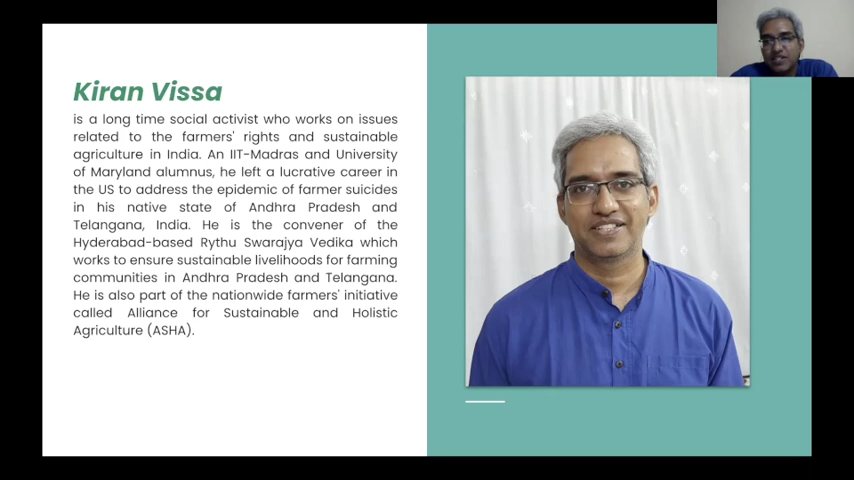 Kiran Vissa
is a long time social activist who works on issues
related to the farmers' rights and sustainable
agriculture in India. An IIT-Madras and University
of Maryland alumnus, he left a lucrative career in
the US to address the epidemic of farmer suicides
in his native state of Andhra Pradesh and
Telangana, India. He is the convener of the
Hyderabad-based Rythu Swarajya Vedika which
works to ensure sustainable livelihoods for farming
communities in Andhra Pradesh and Telangana.
He is also part of the nationwide farmers' initiative
called Alliance for Sustainable and Holistic
Agriculture (ASHA).